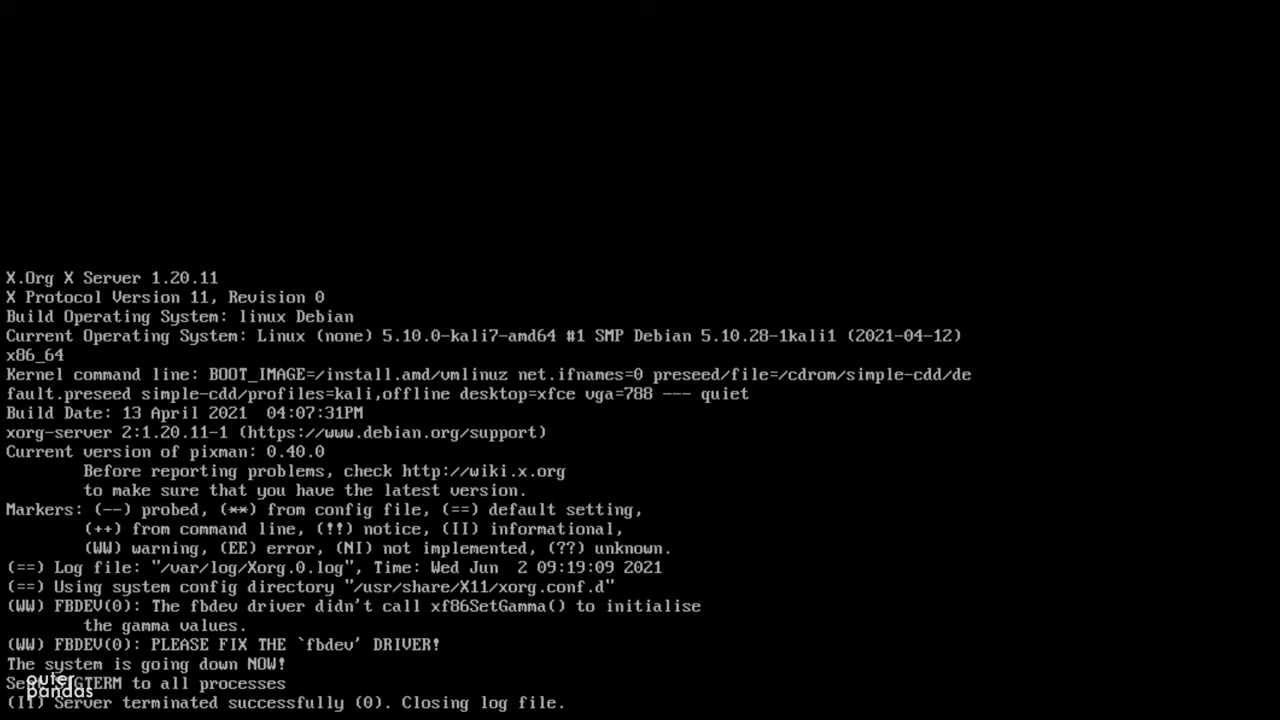 X.Org X Server 1.20.11
X Protocol Version 11, Revision 0
Build Operating System: linux Debian
Current Operating System: Linux (none) 5.10.0-kali7-amd64 #1 SMP Debian 5.10.28-1kali1 (2021-04-12)
x86_64
Kernel command line: BOOT_IMAGE=/install.amd/vmlinuz net.ifnames=0 preseed/file=/cdrom/simple-cdd/de
fault.preseed simple-cdd/profiles=kali,offline desktop=xfce vga=788 --- quiet
Build Date: 13 April 2021  04:07:31PM
xorg-server 2:1.20.11-1 (https://www.debian.org/support)
Current version of pixman: 0.40.0
Before reporting problems, check http://wiki.x.org
to make sure that you have the latest version.
Markers: (--) probed, (**) from config file, (==) default setting,
(++) from command line, (!!) notice, (II) informational,
(WW) warning, (EE) error, (NI) not implemented, (??) unknown.
(==) Log file: "/var/log/Xorg.0.log", Time: Wed Jun  2 09:19:09 2021
(==) Using system config directory "/usr/share/X11/xorg.conf.d"
(WW) FBDEV(0): The fbdev driver didn't call xf86SetGamma() to initialise
the gamma values.
(WW) FBDEV(0): PLEASE FIX THE `fbdev' DRIVER!
The system is going down NOW!
to all processes
(II) Server terminated successfully (0). Closing log file.
outer
pandas